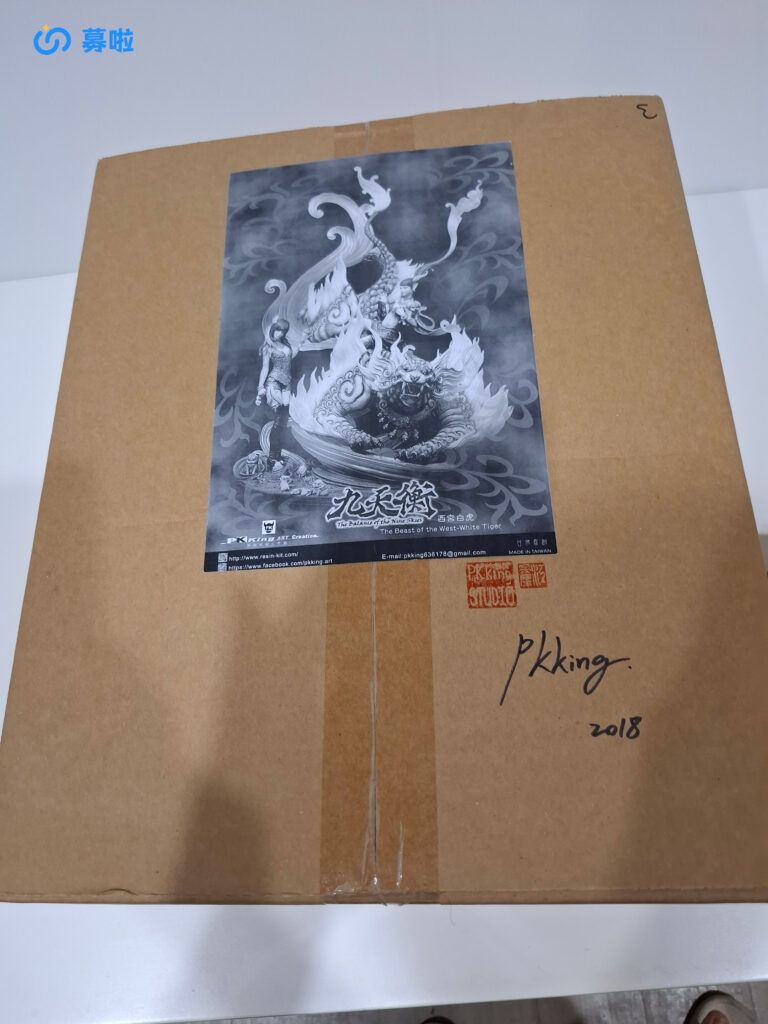 募啦
3
九天衡
The Balance of the Nine Skies
西宮白虎
The Beast of the West-White Tiger
PKKing ART Creation.
http://www.resin-kit.com/
https://www.facebook.com/pkking.art
E-mail:pkking636178@gmail.com
MADE IN TAIWAN
P.K.King
STUDIO
pkking.
2018